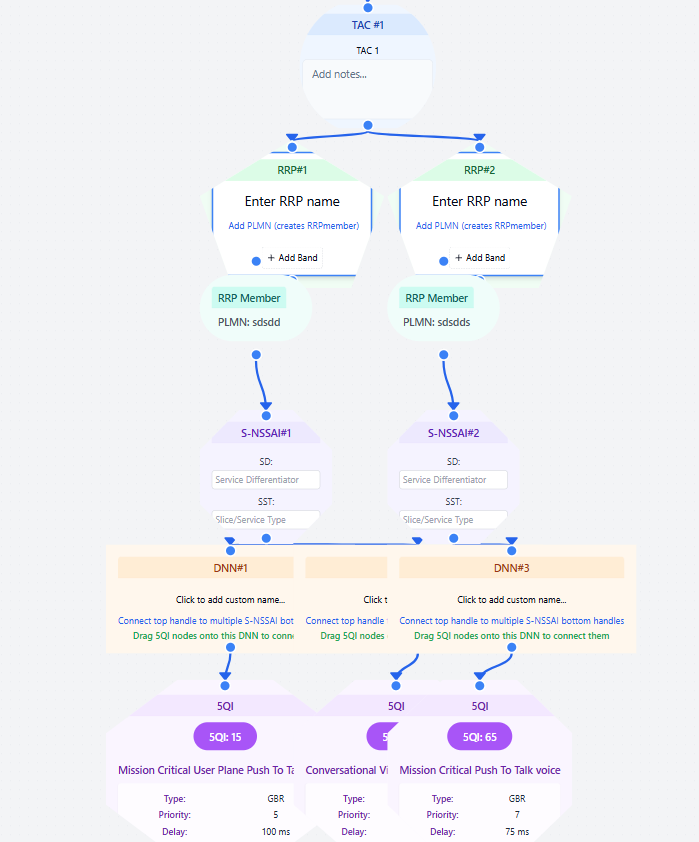 TAC #1
TAC 1
Add notes...
RRP#1
RRP#2
Enter RRP name
Enter RRP name
Add PLMN (creates RRPmember)
Add PLMN (creates RRPmember)
+ Add Band
+ Add Band
RRP Member
RRP Member
PLMN: sdsdd
PLMN: sdsdds
S-NSSAI#1
S-NSSAI#2
SD:
SD:
Service Differentiator
Service Differentiator
SST:
SST:
Slice/Service Type
Slice/Service Type
DNN#1
DNN#3
Click to add custom name...
Click t
Click to add custom name...
Connect top handle to multiple S-NSSAI bot
Connect top handle
Connect top handle to multiple S-NSSAI bottom handles
Drag 5QI nodes onto this DNN to conn
Drag 5QI nodes
Drag 5QI nodes onto this DNN to connect them
5QI
5QI
5QI
5QI: 15
5
5QI: 65
Mission Critical User Plane Push To Ta
Conversational Vi
Mission Critical Push To Talk voice
Type: GBR
Type:
Type: GBR
Priority: 5
Priority:
Priority: 7
Delay: 100 ms
Delay:
Delay: 75 ms